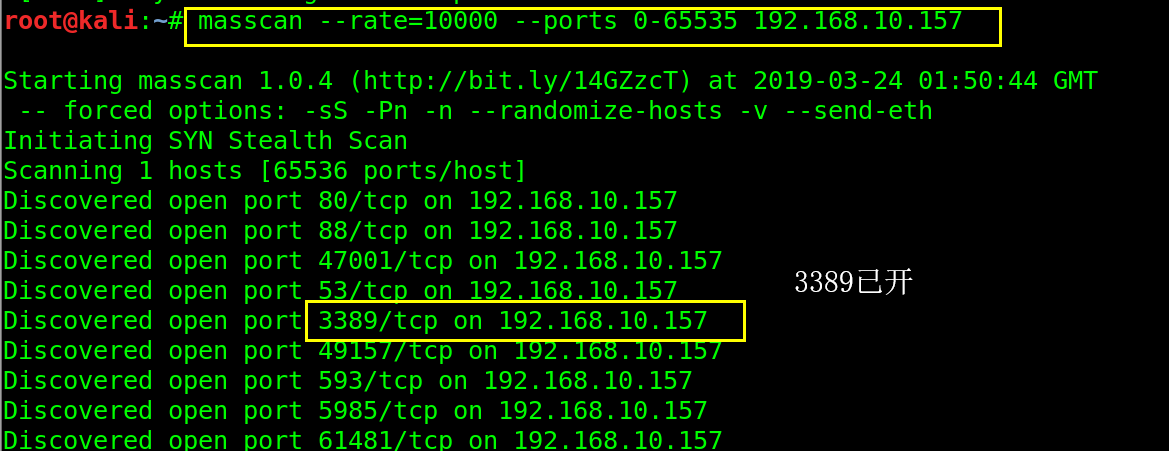 root@kali:~# masscan --rate=10000 --ports 0-65535 192.168.10.157
Starting masscan 1.0.4 (http://bit.ly/14GZzcT) at 2019-03-24 01:50:44 GMT
 -- forced options: -sS -Pn -n --randomize-hosts -v --send-eth
Initiating SYN Stealth Scan
Scanning 1 hosts [65536 ports/host]
Discovered open port 80/tcp on 192.168.10.157
Discovered open port 88/tcp on 192.168.10.157
Discovered open port 47001/tcp on 192.168.10.157
Discovered open port 53/tcp on 192.168.10.157
3389已开
Discovered open port 3389/tcp on 192.168.10.157
Discovered open port 49157/tcp on 192.168.10.157
Discovered open port 593/tcp on 192.168.10.157
Discovered open port 5985/tcp on 192.168.10.157
Discovered open port 61481/tcp on 192.168.10.157